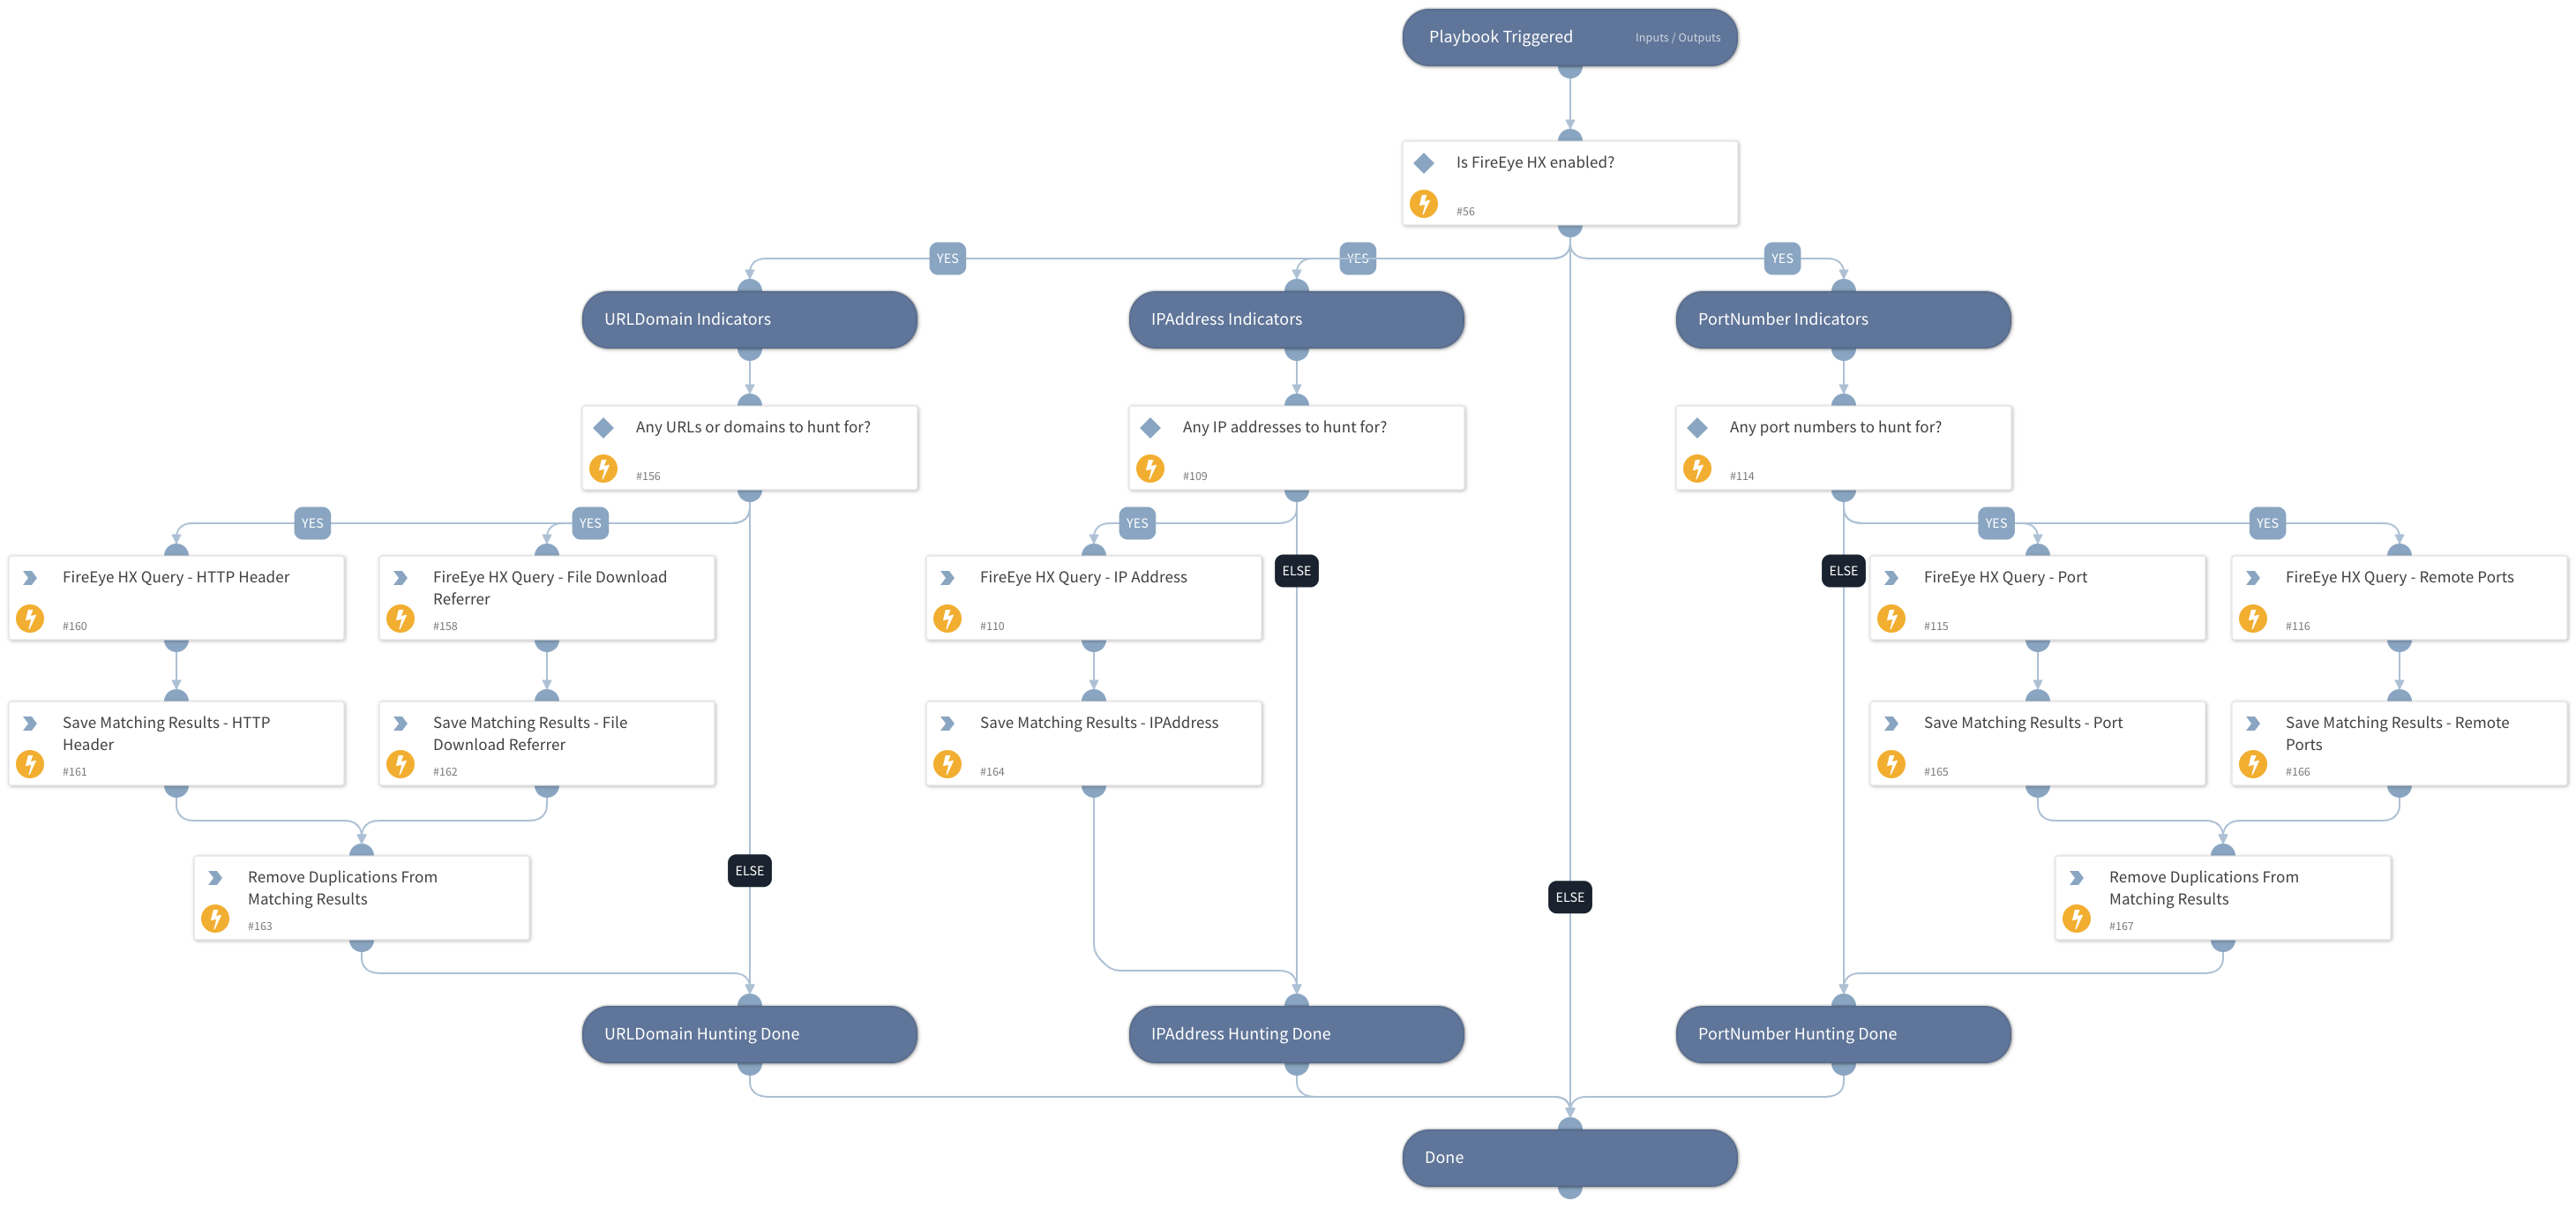 Playbook Triggered
Inputs / Outputs
Is FireEye HX enabled?
#56
YES
YES
YES
URLDomain Indicators
IPAddress Indicators
PortNumber Indicators
Any URLs or domains to hunt for?
#156
Any IP addresses to hunt for?
#109
Any port numbers to hunt for?
#114
YES
YES
YES
YES
YES
FireEye HX Query - HTTP Header
#160
FireEye HX Query - File Download
Referrer
#158
FireEye HX Query - IP Address
#110
ELSE
ELSE
FireEye HX Query - Port
#115
FireEye HX Query - Remote Ports
#116
Save Matching Results - HTTP
Header
#161
Save Matching Results - File
Download Referrer
#162
Save Matching Results - IPAddress
#164
Save Matching Results - Port
#165
Save Matching Results - Remote
Ports
#166
Remove Duplications From
Matching Results
#163
ELSE
ELSE
Remove Duplications From
Matching Results
#167
URLDomain Hunting Done
IPAddress Hunting Done
PortNumber Hunting Done
Done